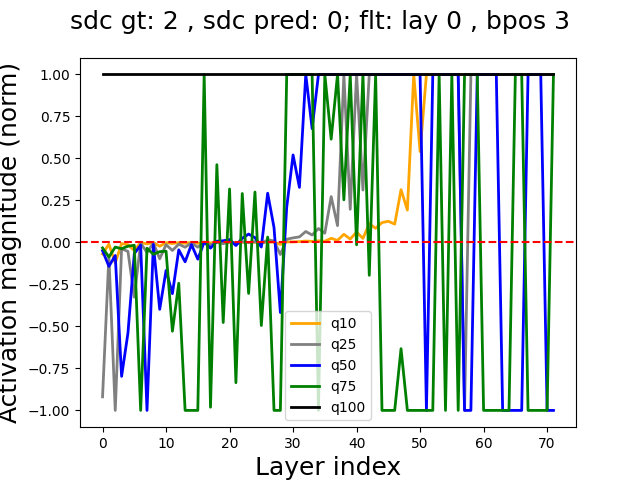 sdc gt: 2 , sdc pred: 0; flt: lay 0 , bpos 3
Activation magnitude (norm)
1.00
0.75
0.50
0.25
0.00
−0.25
−0.50
−0.75
−1.00
q10
q25
q50
q75
q100
0 10 20 30 40 50 60 70
Layer index